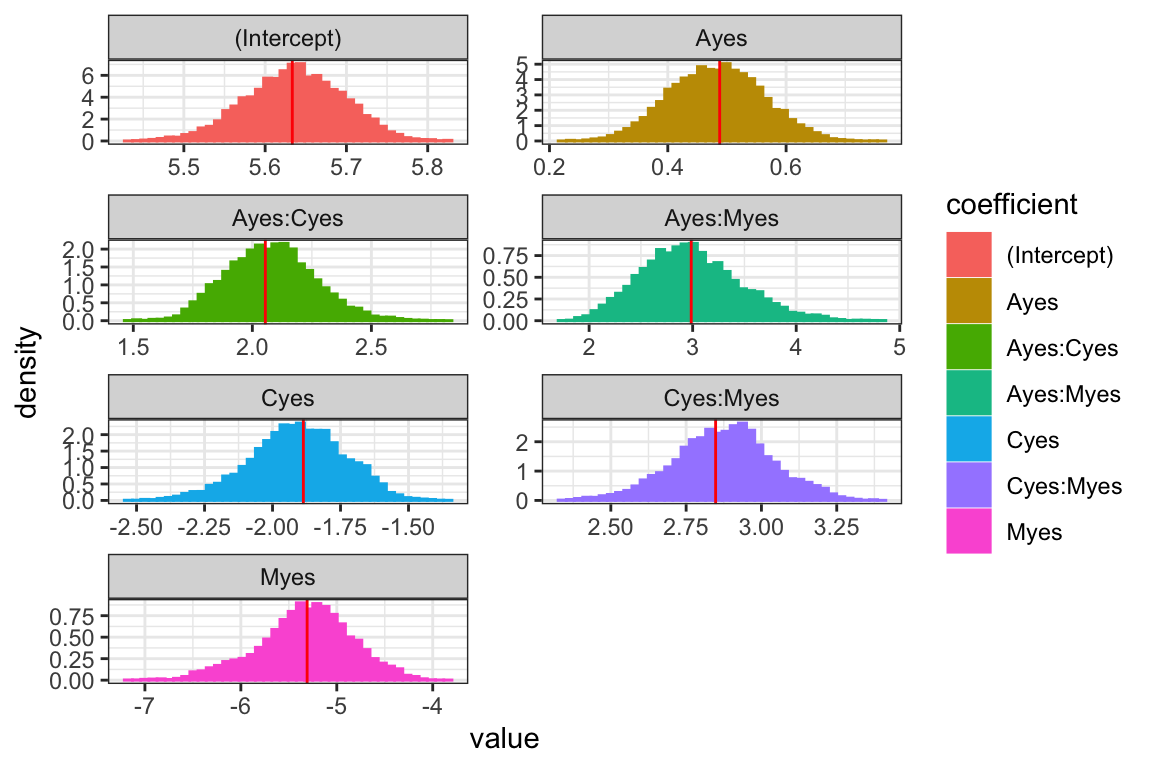 (Intercept)
Ayes
6
4
2
0
5
4
3
2
1
0
5.5 5.6 5.7 5.8
0.2 0.4 0.6
Ayes:Cyes
Ayes:Myes
2.0
1.5
1.0
0.5
0.0
0.75
0.50
0.25
0.00
1.5 2.0 2.5
2 3 4 5
Cyes
Cyes:Myes
2.0
1.5
1.0
0.5
0.0
2
1
0
-2.50 -2.25 -2.00 -1.75 -1.50
2.50 2.75 3.00 3.25
Myes
0.75
0.50
0.25
0.00
-7 -6 -5 -4
density
value
coefficient
(Intercept)
Ayes
Ayes:Cyes
Ayes:Myes
Cyes
Cyes:Myes
Myes